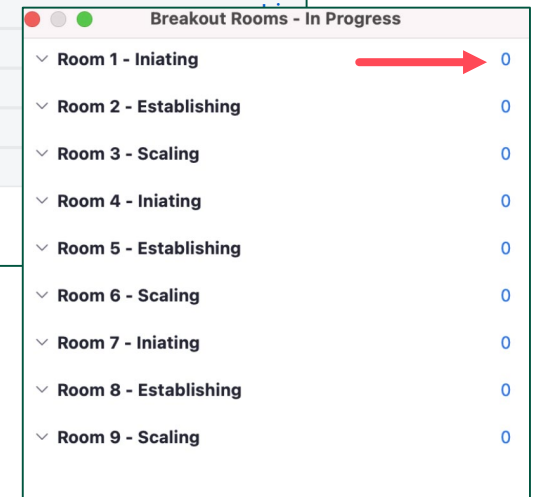 Breakout Rooms - In Progress
Room 1 - Iniating 0
Room 2 - Establishing 0
Room 3 - Scaling 0
Room 4 - Iniating 0
Room 5 - Establishing 0
Room 6 - Scaling 0
Room 7 - Iniating 0
Room 8 - Establishing 0
Room 9 - Scaling 0